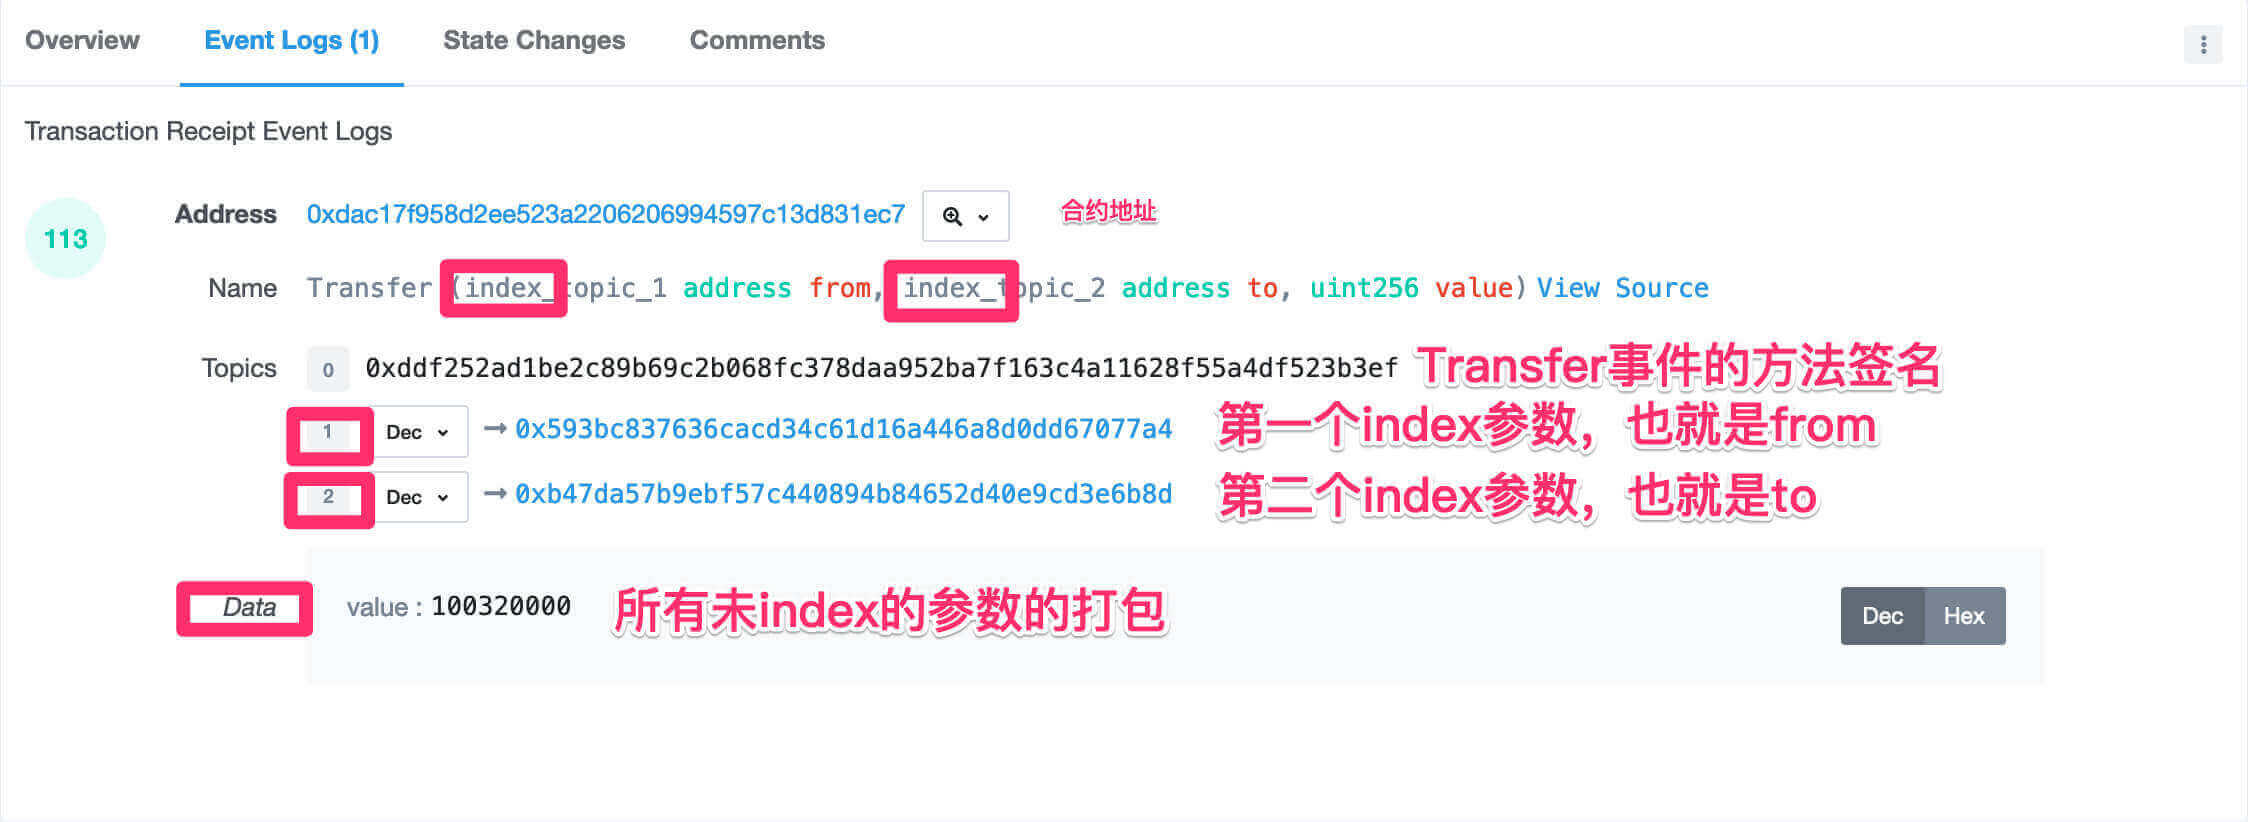 Overview Event Logs (1) State Changes Comments
Transaction Receipt Event Logs
113
Address 0xdac17f958d2ee523a2206206994597c13d831ec7 合约地址
Name Transfer (index_topic_1 address from, index_topic_2 address to, uint256 value) View Source
Topics 0 0xddf252ad1be2c89b69c2b068fc378daa952ba7f163c4a11628f55a4df523b3ef Transfer事件的方法签名
1 Dec → 0x593bc837636cacd34c61d16a446a8d0dd67077a4 第一个index参数，也就是from
2 Dec → 0xb47da57b9ebf57c440894b84652d40e9cd3e6b8d 第二个index参数，也就是to
Data value : 100320000 所有未index的参数的打包 Dec Hex